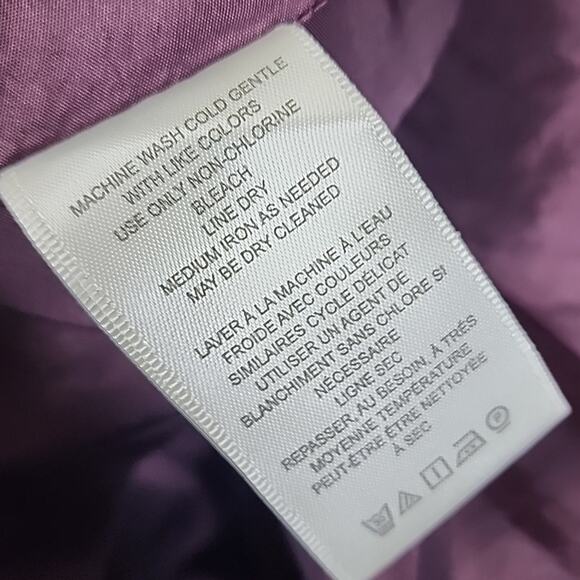 MACHINE WASH COLD GENTLE
WITH LIKE COLORS
USE ONLY NON-CHLORINE
BLEACH
LINE DRY
MEDIUM IRON AS NEEDED
MAY BE DRY CLEANED
LAVER À LA MACHINE À L'EAU
FROIDE AVEC COULEURS
SIMILAIRES CYCLE DÉLICAT
UTILISER UN AGENT DE
BLANCHIMENT SANS CHLORE SI
NÉCESSAIRE
LIGNE SEC
REPASSER, AU BESOIN, À TRÉS
MOYENNE TEMPÉRATURE
PEUT-ÊTRE ÊTRE NETTOYÉE
À SEC